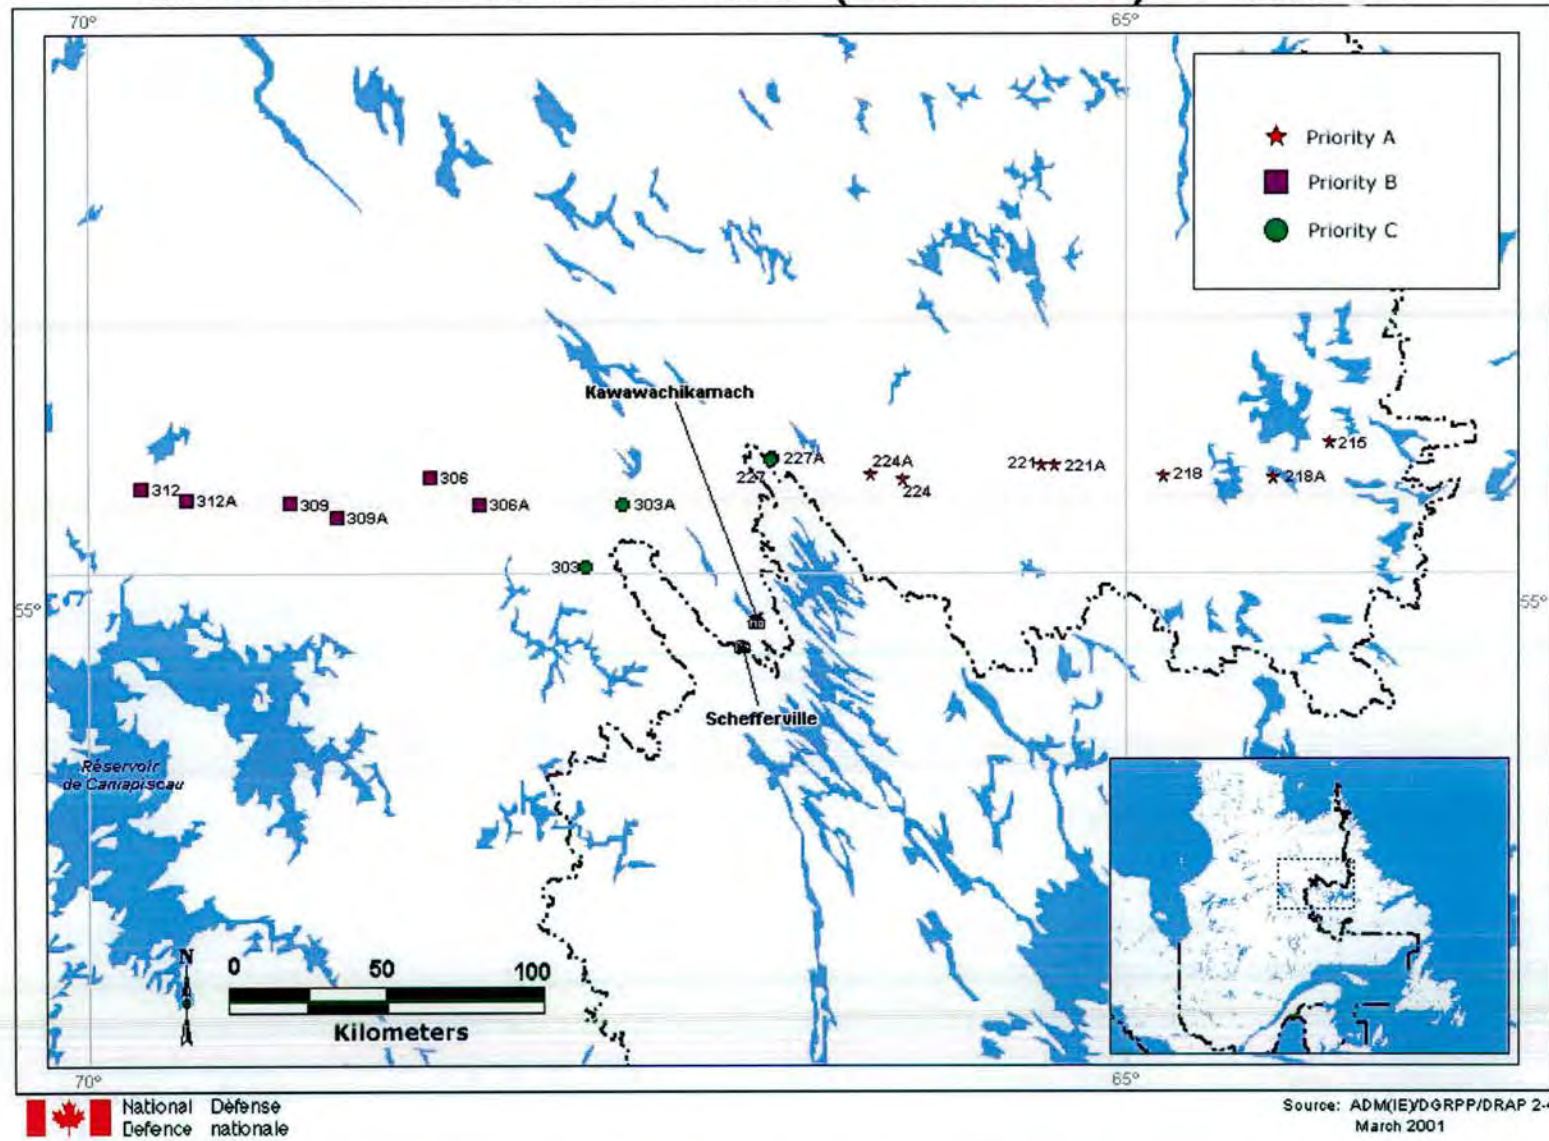 70°
65°
Priority A
Priority B
Priority C
Kawawachikamach
215
227A
224A
221
221A
218
218A
227
224
312
312A
306
309
306A
303A
309A
303
55°
55°
Schefferville
Réservoir
de Caniapiscau
N
0 50 100
Kilometers
70°
65°
National Défense
Defence nationale
Source: ADM(IE)/DGRPP/DRAP 2-4
March 2001